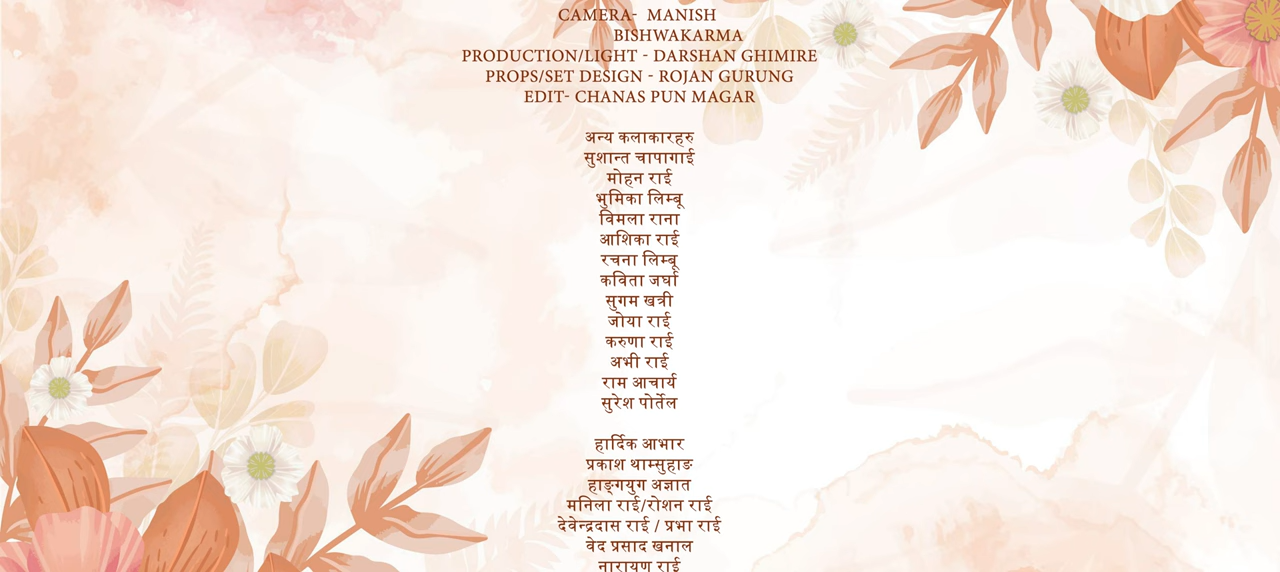 CAMERA- MANISH
BISHWAKARMA
PRODUCTION/LIGHT - DARSHAN GHIMIRE
PROPS/SET DESIGN - ROJAN GURUNG
EDIT- CHANAS PUN MAGAR
अन्य कलाकारहरु
सुशान्त चापागाई
मोहन राई
भुमिका लिम्बू
विमला राना
आशिका राई
रचना लिम्बू
कविता जर्घा
सुगम खत्री
जोया राई
करुणा राई
अभी राई
राम आचार्य
सुरेश पोर्तेल
हार्दिक आभार
प्रकाश थाम्सुहाङ
हाङ्गयुग अज्ञात
मनिला राई/रोशन राई
देवेन्द्रदास राई / प्रभा राई
वेद प्रसाद खनाल
नारायण राई